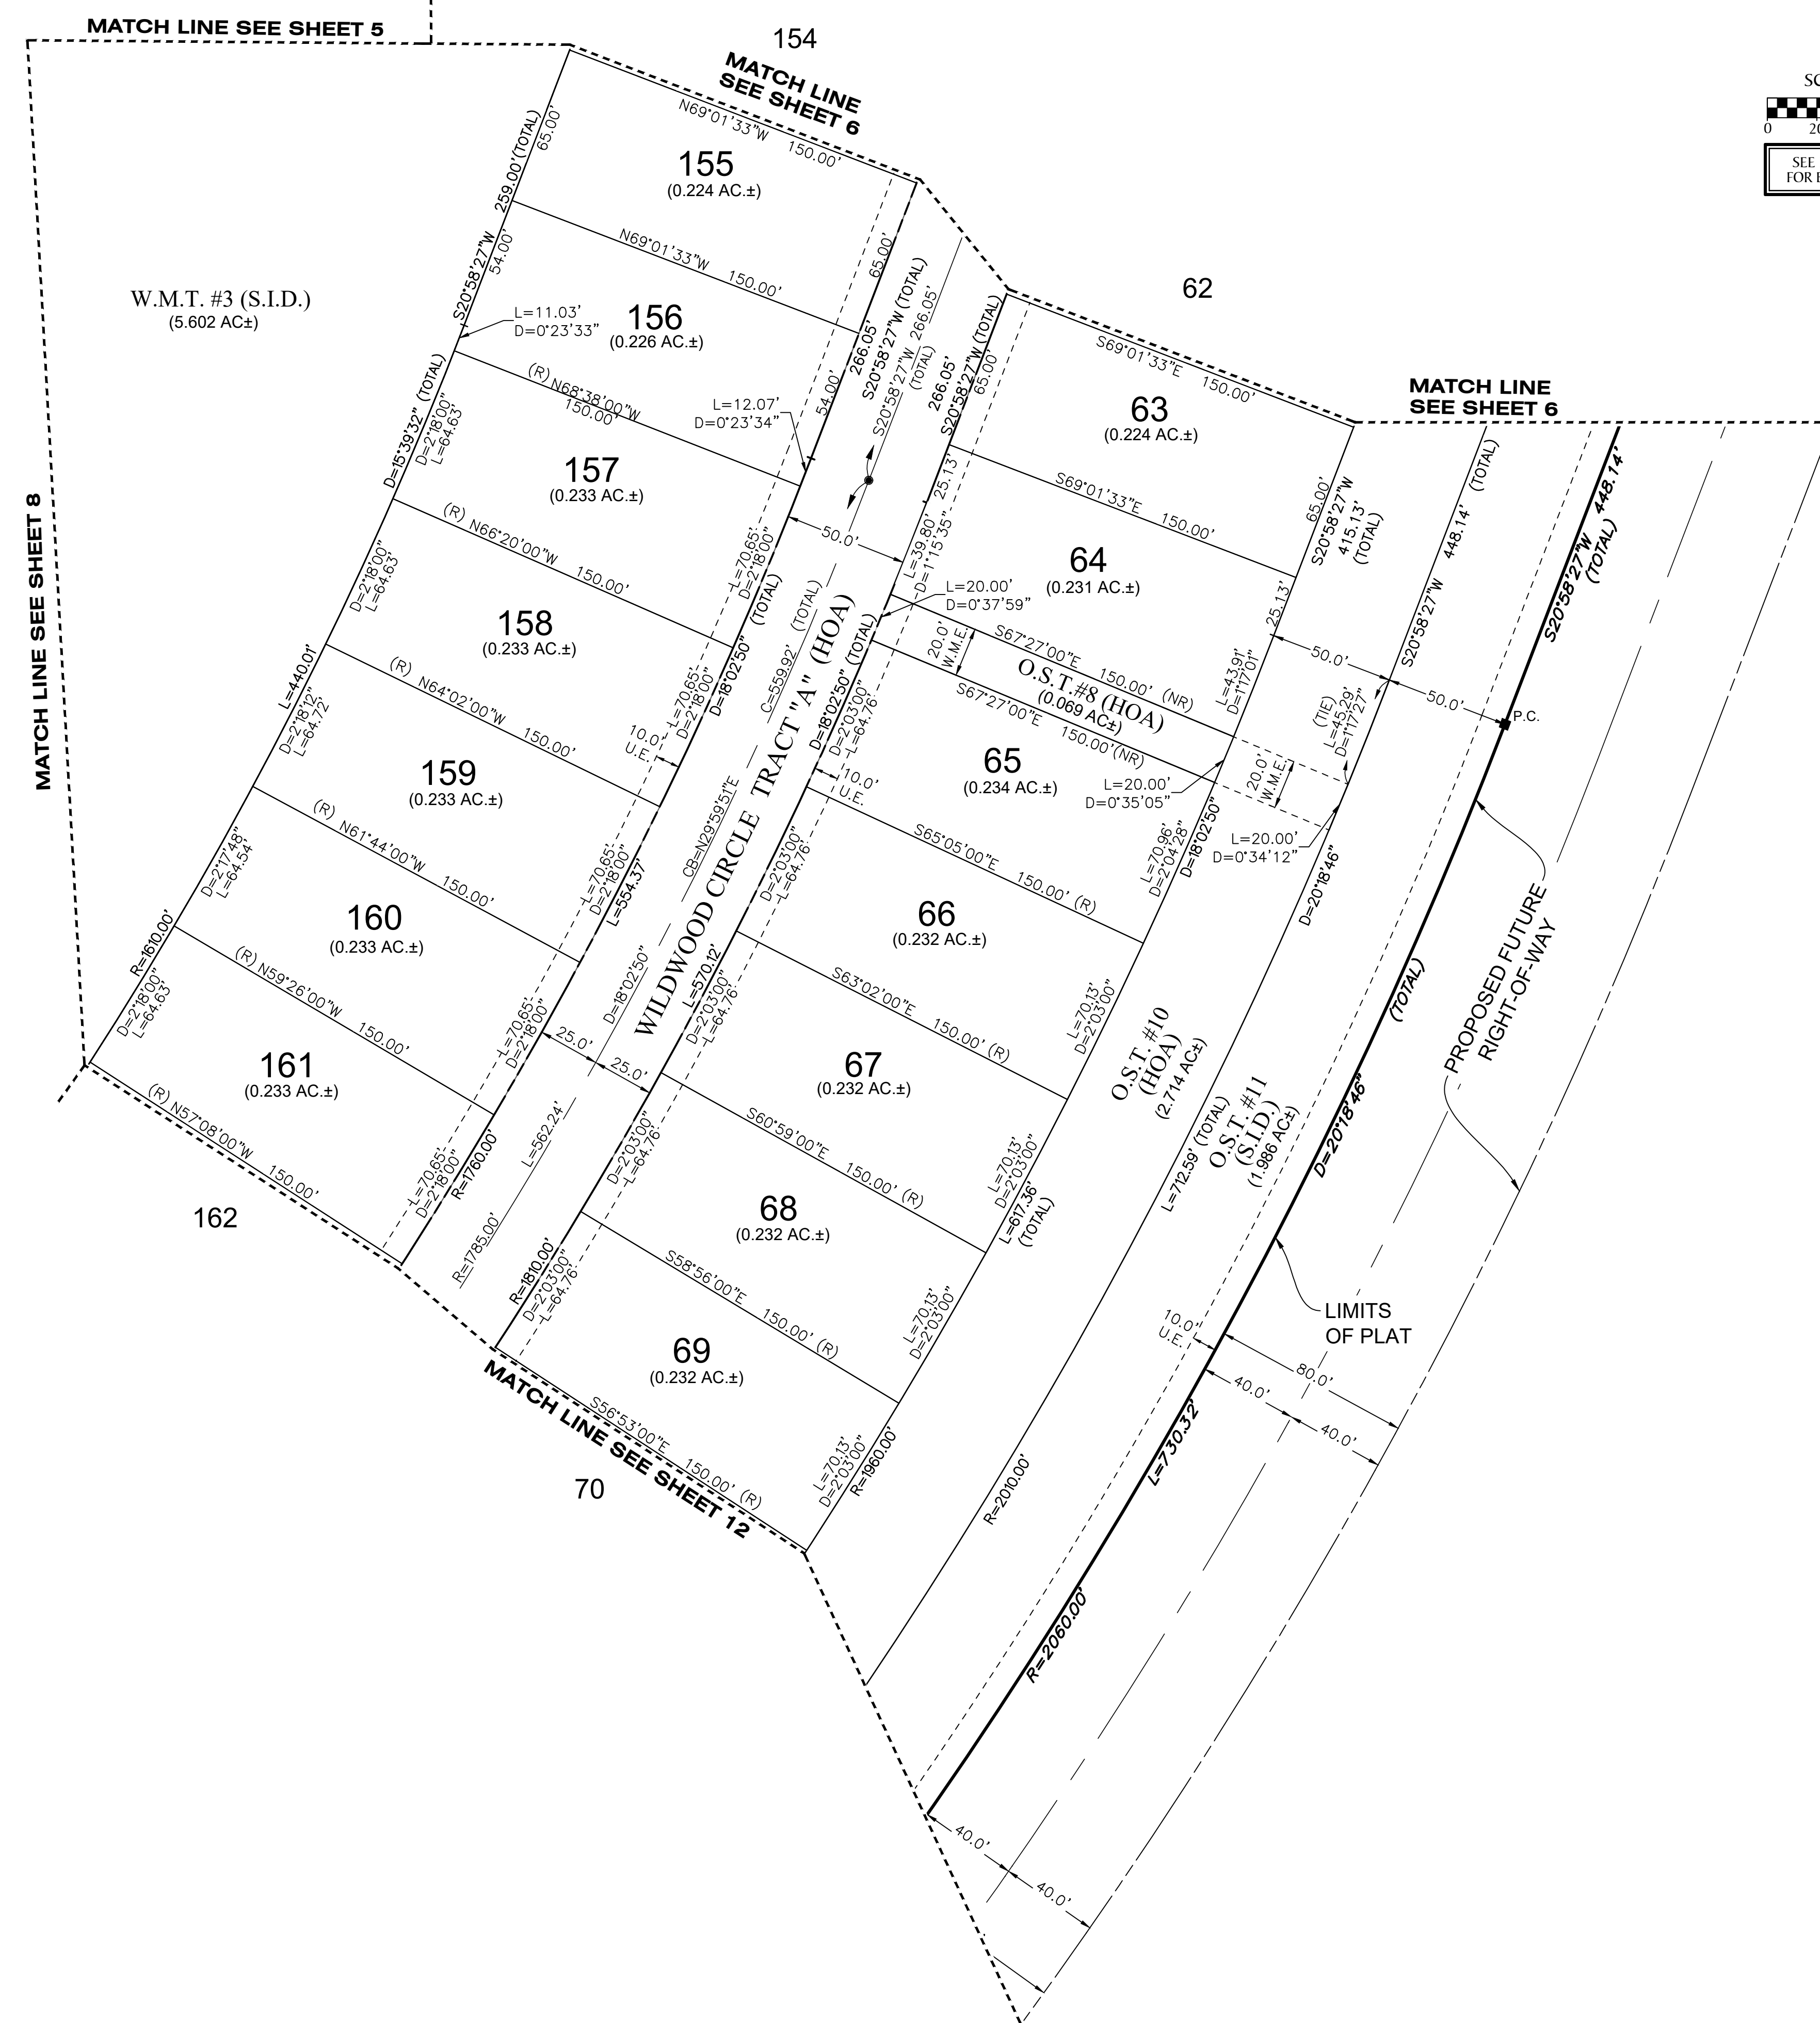 MATCH LINE SEE SHEET 5
154
MATCH LINE
SEE SHEET 6
N69°01'33"W 150.00'
259.00'(TOTAL)
65.00'
155
(0.224 AC.±)
S20°58'27"W
54.00'
N69°01'33"W 150.00'
65.00'
W.M.T. #3 (S.I.D.)
(5.602 AC±)
L=11.03'
D=0°23'33"
156
(0.226 AC.±)
266.05'
S20°58'27"W (TOTAL)
S20°58'27"W 266.05'
(TOTAL)
54.00'
L=12.07'
D=0°23'34"
(R) N68°38'00"W
150.00'
D=15°39'32" (TOTAL)
D=2°18'00"
L=64.63'
157
(0.233 AC.±)
MATCH LINE SEE SHEET 8
(R) N66°20'00"W 150.00'
L=70.65'
D=2°18'00"
50.0'
D=2°18'00"
L=64.63'
158
(0.233 AC.±)
D=18°02'50" (TOTAL)
L=440.01'
(R) N64°02'00"W 150.00'
L=70.65'
D=2°18'00"
10.0'
U.E.
D=2°18'12"
L=64.72'
159
(0.233 AC.±)
(R) N61°44'00"W 150.00'
L=70.65'
D=2°18'00"
L=554.37'
D=2°17'48"
L=64.54'
160
(0.233 AC.±)
R=1610.00'
(R) N59°26'00"W 150.00'
L=70.65'
D=2°18'00"
D=2°18'00"
L=64.63'
161
(0.233 AC.±)
(R) N57°08'00"W 150.00'
L=70.65'
D=2°18'00"
R=1760.00'
162
C=559.92' (TOTAL)
CB=N29°59'51"E
D=18°02'50"
L=562.24'
R=1785.00'
WILDWOOD CIRCLE TRACT "A" (HOA)
25.0'
25.0'
62
S69°01'33"E 150.00'
266.05'
S20°58'27"W (TOTAL)
65.00'
63
(0.224 AC.±)
65.00'
S20°58'27"W
415.13'
(TOTAL)
S69°01'33"E 150.00'
25.13'
L=39.80'
D=1°15'35"
64
(0.231 AC.±)
25.13'
L=43.91'
D=1°17'01"
L=20.00'
D=0°37'59"
S67°27'00"E 150.00' (NR)
20.0'
W.M.E.
O.S.T.#8 (HOA)
(0.069 AC±)
S67°27'00"E 150.00'(NR)
D=18°02'50" (TOTAL)
D=2°03'00"
L=64.76'
10.0'
U.E.
65
(0.234 AC.±)
L=20.00'
D=0°35'05"
20.0'
W.M.E.
L=20.00'
D=0°34'12"
S65°05'00"E 150.00' (R)
L=70.96'
D=2°04'28"
D=18°02'50"
D=2°03'00"
L=64.76'
66
(0.232 AC.±)
S63°02'00"E 150.00' (R)
L=70.13'
D=2°03'00"
L=570.12'
D=2°03'00"
L=64.76'
67
(0.232 AC.±)
S60°59'00"E 150.00' (R)
L=70.13'
D=2°03'00"
L=617.36'
(TOTAL)
D=2°03'00"
L=64.76'
68
(0.232 AC.±)
S58°56'00"E 150.00' (R)
L=70.13'
D=2°03'00"
R=1810.00'
D=2°03'00"
L=64.76'
69
(0.232 AC.±)
S56°53'00"E 150.00' (R)
L=70.13'
D=2°03'00"
R=1960.00'
MATCH LINE SEE SHEET 12
70
MATCH LINE
SEE SHEET 6
S20°58'27"W 448.14' (TOTAL)
50.0'
50.0'
P.C.
(TIE)
L=45.29'
D=1°17'27"
D=20°18'46"
O.S.T. #10
(HOA)
(2.714 AC±)
L=712.59' (TOTAL)
O.S.T. #11
(S.I.D.)
(1.986 AC±)
R=2010.00'
S20°58'27"W 448.14'
(TOTAL)
(TOTAL)
D=20°18'46"
PROPOSED FUTURE
RIGHT-OF-WAY
LIMITS
OF PLAT
10.0'
U.E.
80.0'
40.0'
40.0'
L=730.32'
R=2060.00'
40.0'
40.0'
0
SEE